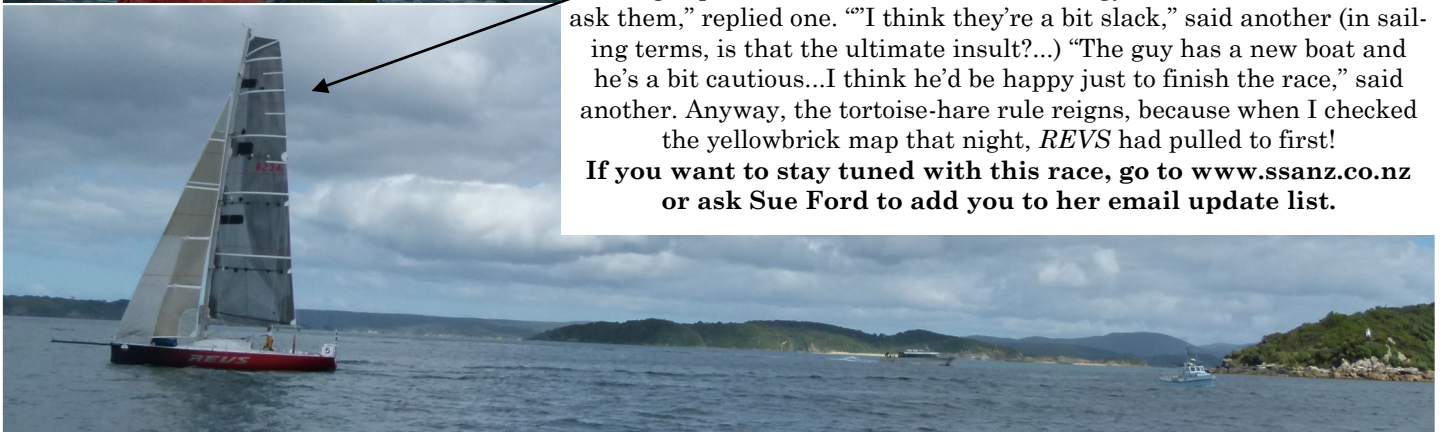 ask them,” replied one. “”I think they’re a bit slack,” said another (in sail-
ing terms, is that the ultimate insult?...) “The guy has a new boat and
he’s a bit cautious...I think he’d be happy just to finish the race,” said
another. Anyway, the tortoise-hare rule reigns, because when I checked
the yellowbrick map that night, REVS had pulled to first!
If you want to stay tuned with this race, go to www.ssanz.co.nz
or ask Sue Ford to add you to her email update list.
REVS
5